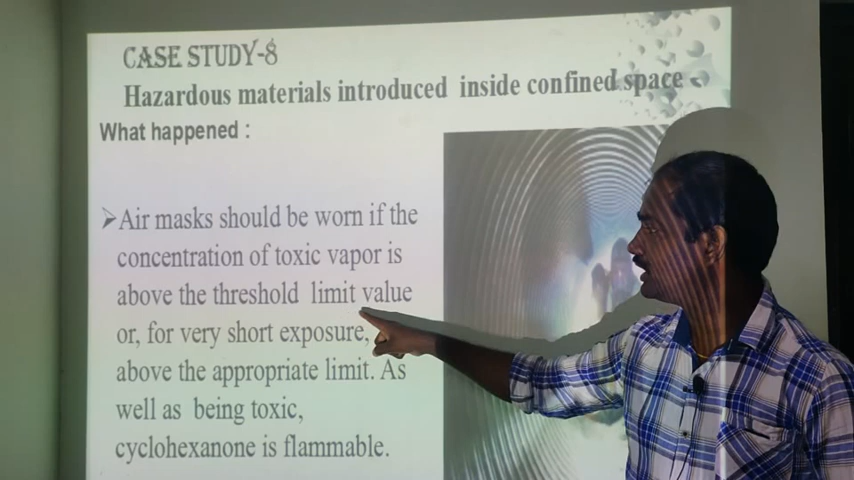 CASE STUDY-8
Hazardous materials introduced inside confined space
What happened :
➢Air masks should be worn if the
concentration of toxic vapor is
above the threshold limit value
or, for very short exposure,
above the appropriate limit. As
well as being toxic,
cyclohexanone is flammable.